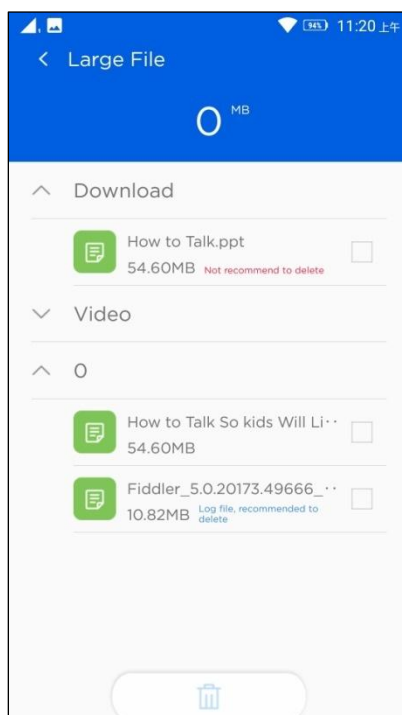 94% 11:20 上午
Large File
0 MB
Download
How to Talk.ppt
54.60MB Not recommend to delete
Video
0
How to Talk So kids Will Li··
54.60MB
Fiddler_5.0.20173.49666_··
10.82MB Log file, recommended to
delete